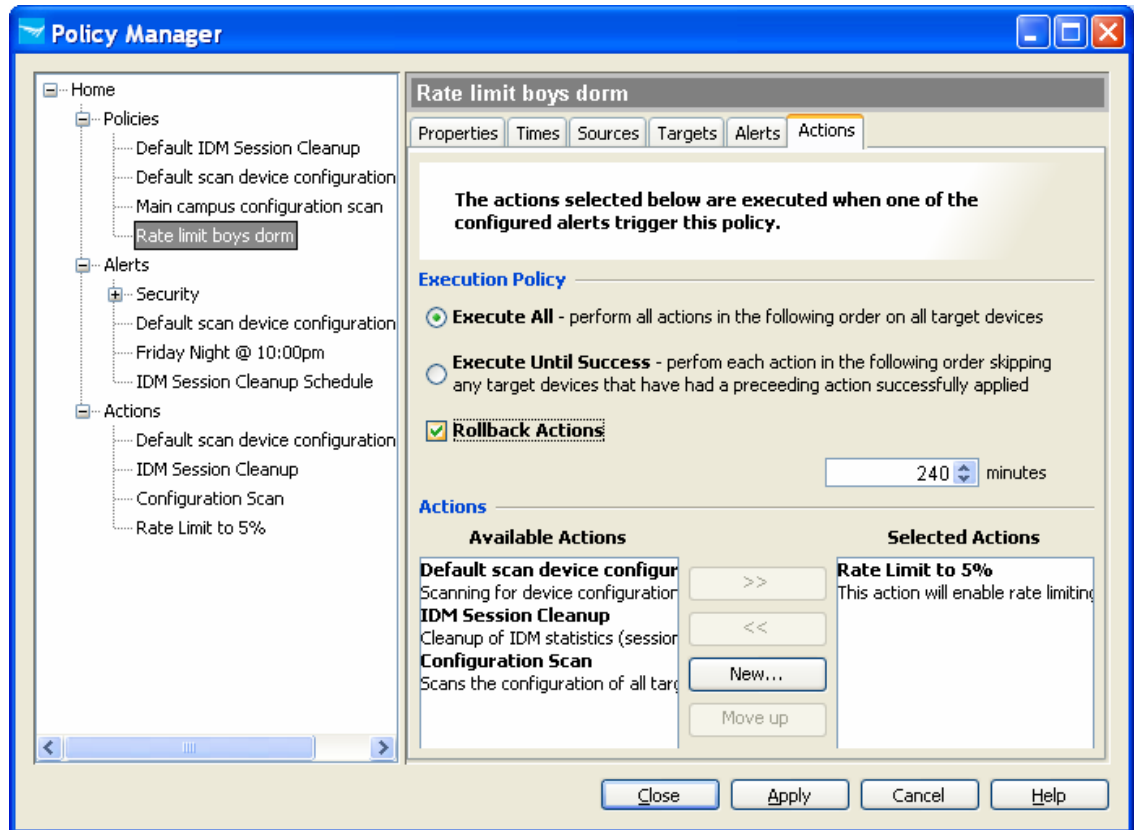 Policy Manager
Home
Policies
Default IDM Session Cleanup
Default scan device configuration
Main campus configuration scan
Rate limit boys dorm
Alerts
Security
Default scan device configuration
Friday Night @ 10:00pm
IDM Session Cleanup Schedule
Actions
Default scan device configuration
IDM Session Cleanup
Configuration Scan
Rate Limit to 5%
Rate limit boys dorm
Properties Times Sources Targets Alerts Actions
The actions selected below are executed when one of the
configured alerts trigger this policy.
Execution Policy
Execute All - perform all actions in the following order on all target devices
Execute Until Success - perfom each action in the following order skipping
any target devices that have had a preceeding action successfully applied
Rollback Actions
240 minutes
Actions
Available Actions
Default scan device configur
Scanning for device configuration
IDM Session Cleanup
Cleanup of IDM statistics (session
Configuration Scan
Scans the configuration of all targ
>>
<<
New...
Move up
Selected Actions
Rate Limit to 5%
This action will enable rate limiting
Close Apply Cancel Help